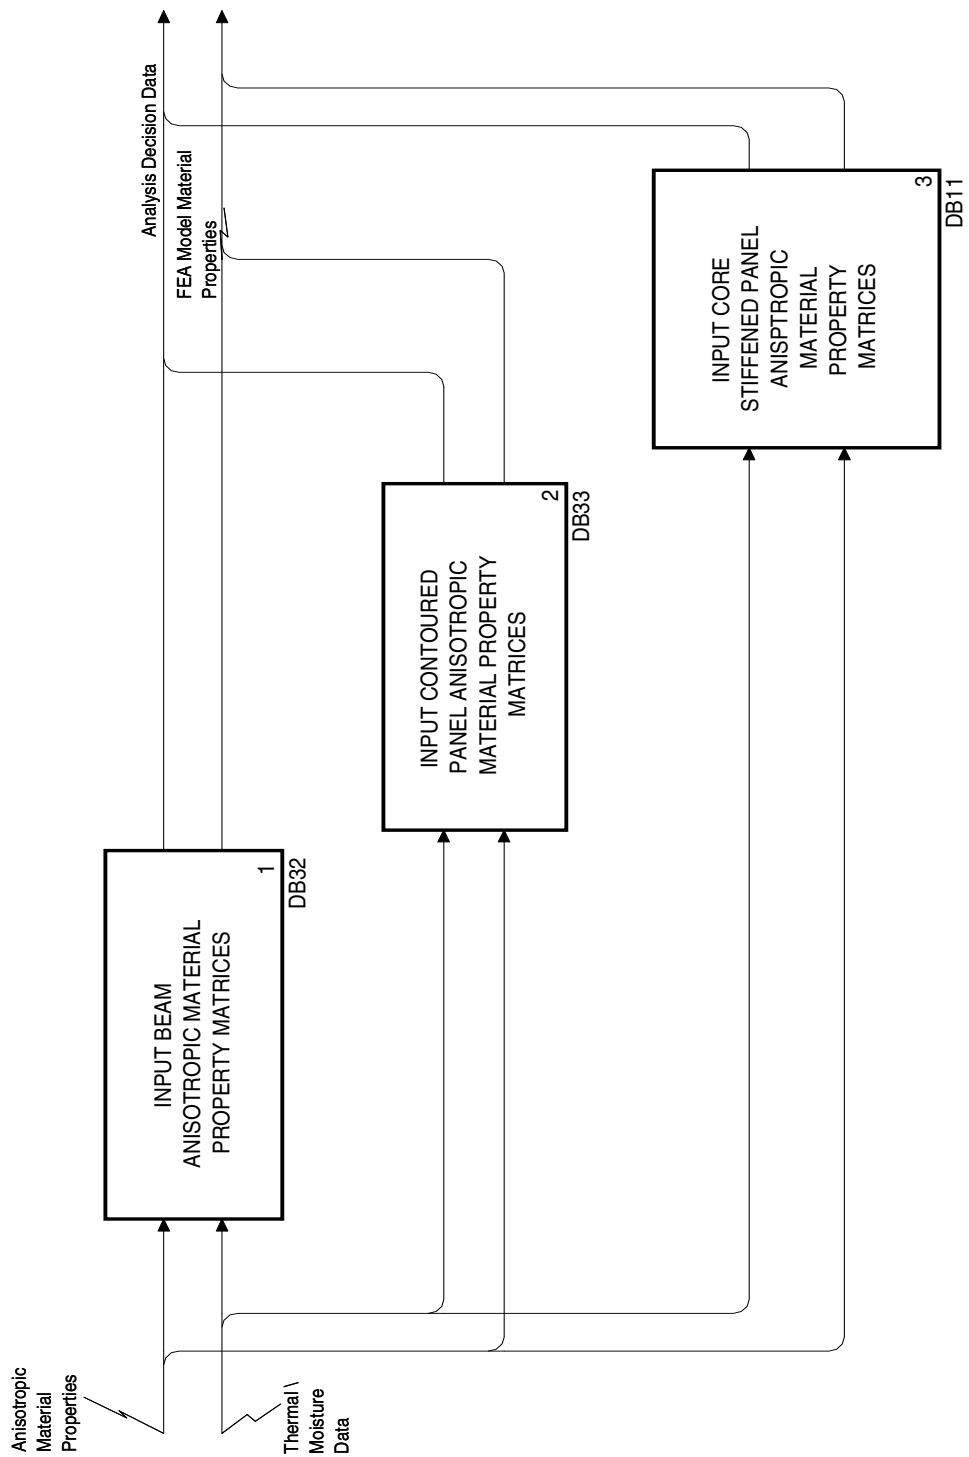 Anisotropic
Material
Properties
Thermal \
Moisture
Data
INPUT BEAM
ANISOTROPIC MATERIAL
PROPERTY MATRICES
1
DB32
INPUT CONTOURED
PANEL ANISOTROPIC
MATERIAL PROPERTY
MATRICES
2
DB33
INPUT CORE
STIFFENED PANEL
ANISPTROPIC
MATERIAL
PROPERTY
MATRICES
3
DB11
Analysis Decision Data
FEA Model Material
Properties